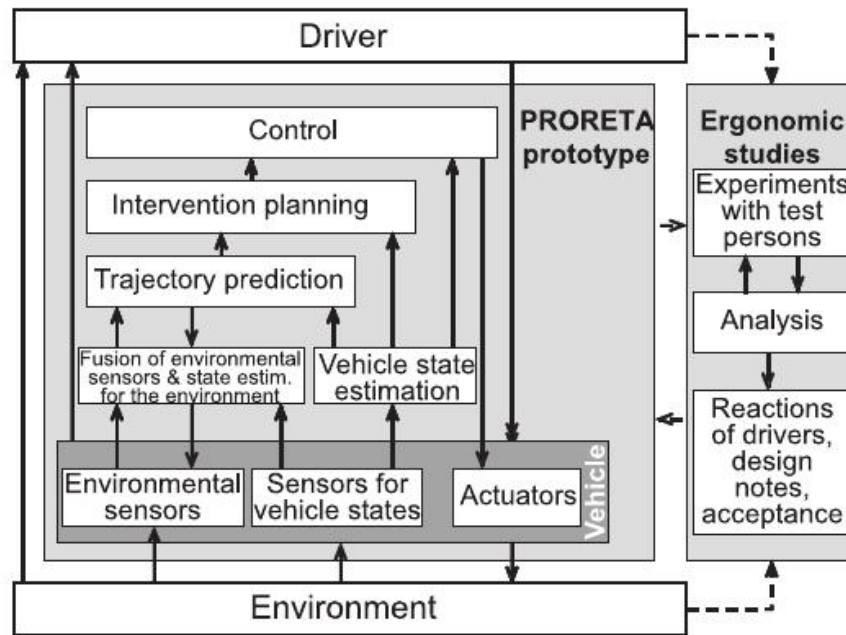 Driver
Control
PRORETA
prototype
Intervention planning
Trajectory prediction
Fusion of environmental
sensors & state estim.
for the environment
Vehicle state
estimation
Environmental
sensors
Sensors for
vehicle states
Actuators
Vehicle
Environment
Ergonomic
studies
Experiments
with test
persons
Analysis
Reactions
of drivers,
design
notes,
acceptance